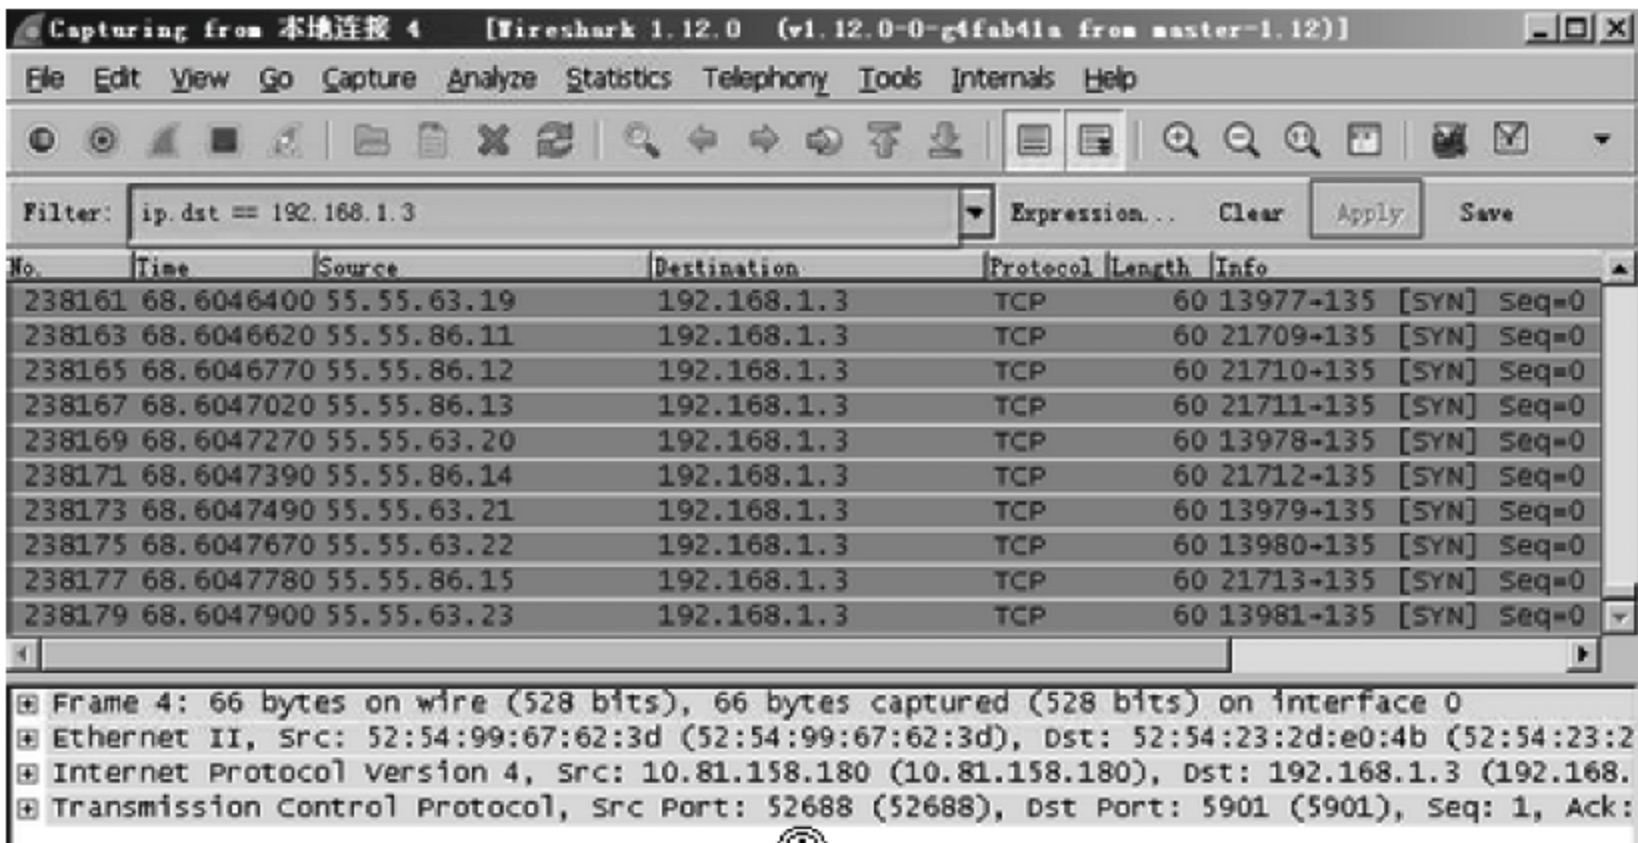 Capturing from 本地连接 4 [Wireshark 1.12.0 (v1.12.0-0-g4fab41a from master-1.12)]
File Edit View Go Capture Analyze Statistics Telephony Tools Internals Help
Filter: ip.dst == 192.168.1.3 Expression... Clear Apply Save
No. Time Source Destination Protocol Length Info
238161 68.6046400 55.55.63.19 192.168.1.3 TCP 60 13977→135 [SYN] Seq=0
238163 68.6046620 55.55.86.11 192.168.1.3 TCP 60 21709→135 [SYN] Seq=0
238165 68.6046770 55.55.86.12 192.168.1.3 TCP 60 21710→135 [SYN] Seq=0
238167 68.6047020 55.55.86.13 192.168.1.3 TCP 60 21711→135 [SYN] Seq=0
238169 68.6047270 55.55.63.20 192.168.1.3 TCP 60 13978→135 [SYN] Seq=0
238171 68.6047390 55.55.86.14 192.168.1.3 TCP 60 21712→135 [SYN] Seq=0
238173 68.6047490 55.55.63.21 192.168.1.3 TCP 60 13979→135 [SYN] Seq=0
238175 68.6047670 55.55.63.22 192.168.1.3 TCP 60 13980→135 [SYN] Seq=0
238177 68.6047780 55.55.86.15 192.168.1.3 TCP 60 21713→135 [SYN] Seq=0
238179 68.6047900 55.55.63.23 192.168.1.3 TCP 60 13981→135 [SYN] Seq=0
Frame 4: 66 bytes on wire (528 bits), 66 bytes captured (528 bits) on interface 0
Ethernet II, Src: 52:54:99:67:62:3d (52:54:99:67:62:3d), Dst: 52:54:23:2d:e0:4b (52:54:23:2
Internet Protocol Version 4, Src: 10.81.158.180 (10.81.158.180), Dst: 192.168.1.3 (192.168.
Transmission Control Protocol, Src Port: 52688 (52688), Dst Port: 5901 (5901), Seq: 1, Ack: